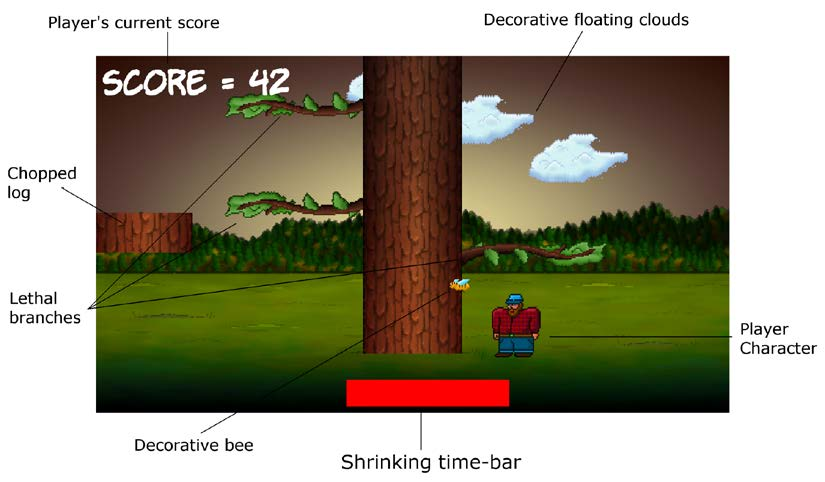 Player's current score
Decorative floating clouds
SCORE = 42
Chopped
log
Lethal
branches
Player
Character
Decorative bee
Shrinking time-bar